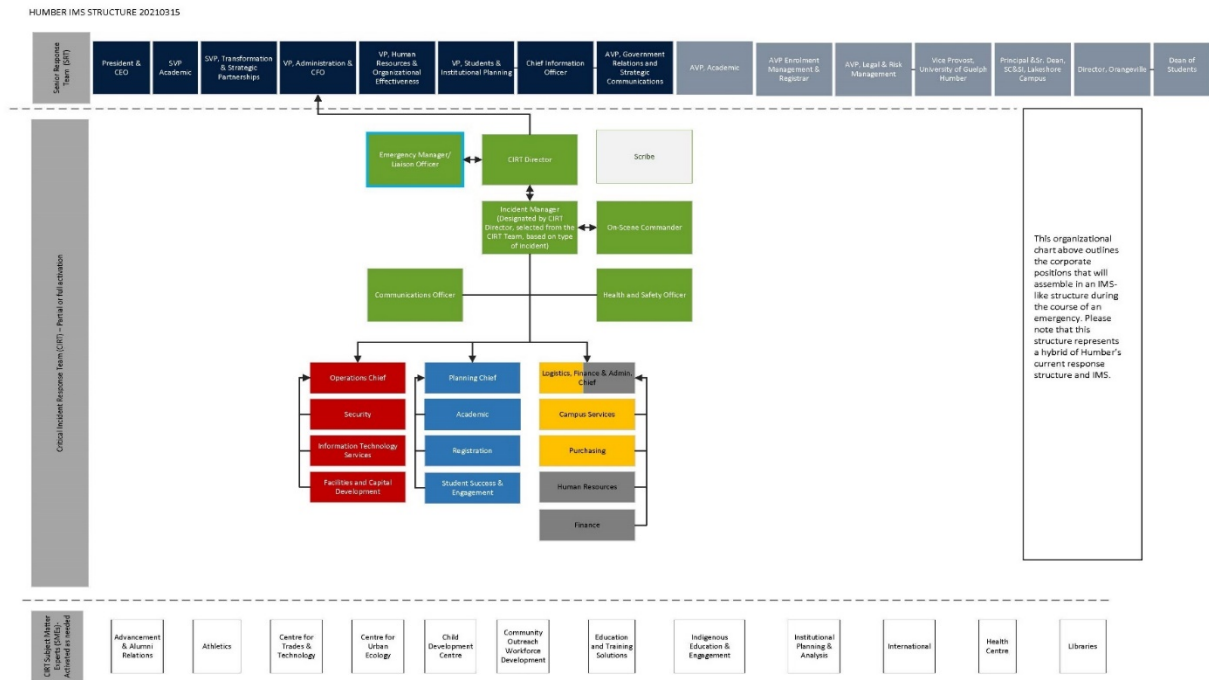 HUMBER IMS STRUCTURE 20210315
Senior Response
Team (SRT)
President &
CEO
SVP
Academic
SVP, Transformation
& Strategic
Partnerships
VP, Administration &
CFO
VP, Human
Resources &
Organizational
Effectiveness
VP, Students &
Institutional Planning
Chief Information
Officer
AVP, Government
Relations and
Strategic
Communications
AVP, Academic
AVP Enrolment
Management &
Registrar
AVP, Legal & Risk
Management
Vice Provost,
University of Guelph
Humber
Principal &Sr. Dean,
SC&SI, Lakeshore
Campus
Director, Orangeville
Dean of
Students
Critical Incident Response Team (CIRT) – Partial or full activation
Emergency Manager/
Liaison Officer
CIRT Director
Scribe
Incident Manager
(Designated by CIRT
Director, selected from the
CIRT Team, based on type
of incident)
On-Scene Commander
Communications Officer
Health and Safety Officer
Operations Chief
Security
Information Technology
Services
Facilities and Capital
Development
Planning Chief
Academic
Registration
Student Success &
Engagement
Logistics, Finance & Admin,
Chief
Campus Services
Purchasing
Human Resources
Finance
This organizational
chart above outlines
the corporate
positions that will
assemble in an IMS-
like structure during
the course of an
emergency. Please
note that this
structure represents
a hybrid of Humber's
current response
structure and IMS.
CIRT Subject Matter
Experts (SMEs)-
Activated as needed
Advancement
& Alumni
Relations
Athletics
Centre for
Trades &
Technology
Centre for
Urban
Ecology
Child
Development
Centre
Community
Outreach
Workforce
Development
Education
and Training
Solutions
Indigenous
Education &
Engagement
Institutional
Planning &
Analysis
International
Health
Centre
Libraries